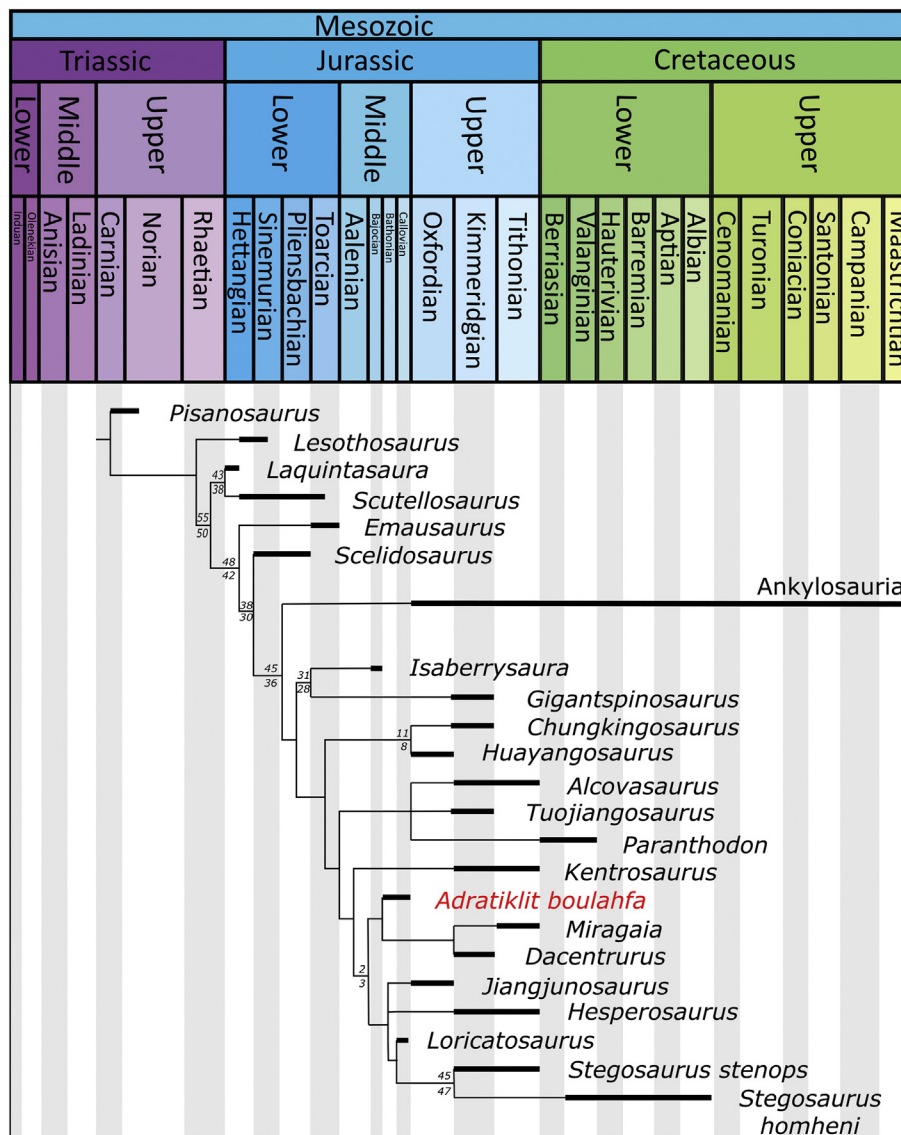 Mesozoic
Triassic Jurassic Cretaceous
Lower Middle Upper Lower Middle Upper Lower Upper
Induan Olenekian Anisian Ladinian Carnian Norian Rhaetian Hettangian Sinemurian Pliensbachian Toarcian Aalenian Bajocian Bathonian Callovian Oxfordian Kimmeridgian Tithonian Berriasian Valanginian Hauterivian Barremian Aptian Albian Cenomanian Turonian Coniacian Santonian Campanian Maastrichtian
Pisanosaurus
Lesothosaurus
43 Laquintasaura
38
Scutellosaurus
55
50
Emausaurus
48 Scelidosaurus
42
Ankylosauria
38
30
45 31 Isaberrysaura
36 28
Gigantspinosaurus
11 Chungkingosaurus
8 Huayangosaurus
Alcovasaurus
Tuojiangosaurus
Paranthodon
Kentrosaurus
Adratiklit boulahfa
Miragaia
Dacentrurus
2
3
Jiangjunosaurus
Hesperosaurus
Loricatosaurus
45 Stegosaurus stenops
47
Stegosaurus
homheni